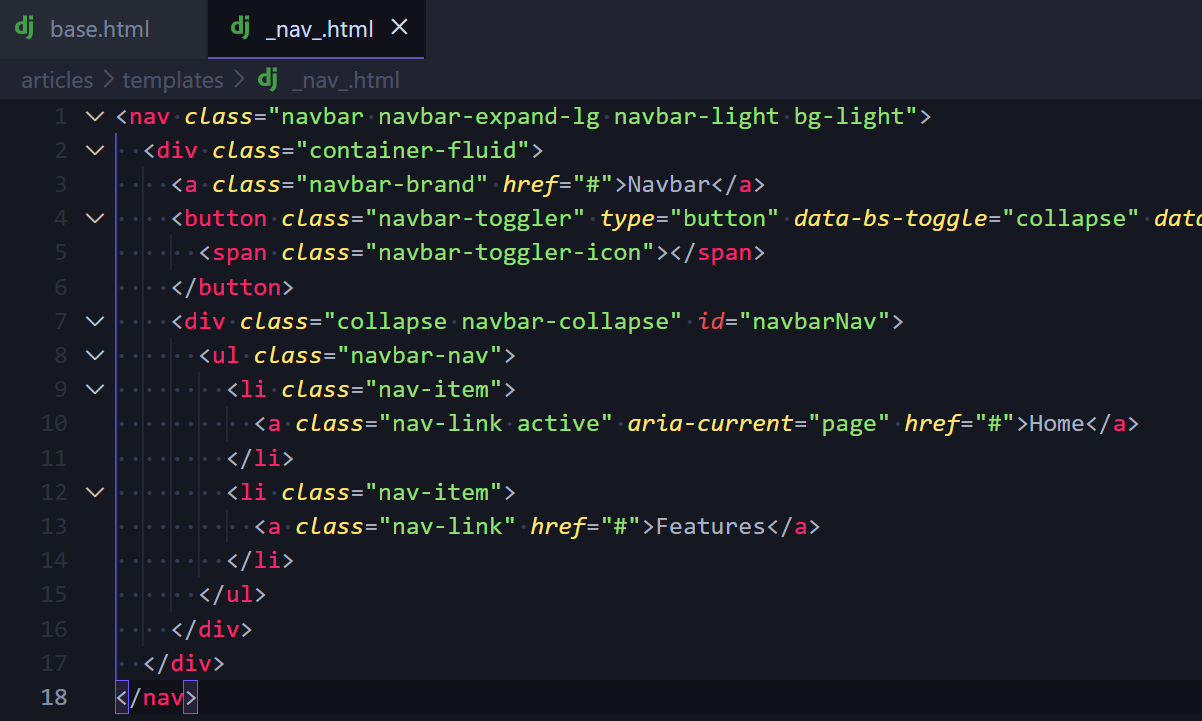 dj base.html dj _nav_.html
articles > templates > dj _nav_.html
1 <nav class="navbar navbar-expand-lg navbar-light bg-light">
2 <div class="container-fluid">
3 <a class="navbar-brand" href="#">Navbar</a>
4 <button class="navbar-toggler" type="button" data-bs-toggle="collapse" data
5 <span class="navbar-toggler-icon"></span>
6 </button>
7 <div class="collapse navbar-collapse" id="navbarNav">
8 <ul class="navbar-nav">
9 <li class="nav-item">
10 <a class="nav-link active" aria-current="page" href="#">Home</a>
11 </li>
12 <li class="nav-item">
13 <a class="nav-link" href="#">Features</a>
14 </li>
15 </ul>
16 </div>
17 </div>
18 </nav>